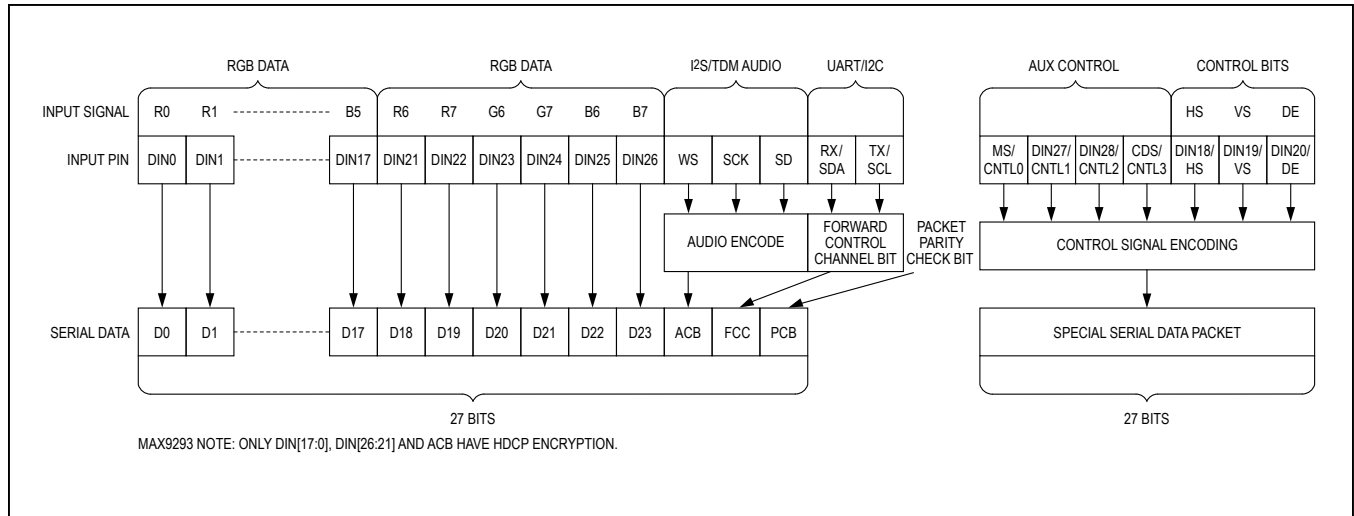 RGB DATA RGB DATA I²S/TDM AUDIO UART/I2C AUX CONTROL CONTROL BITS
INPUT SIGNAL R0 R1 B5 R6 R7 G6 G7 B6 B7 HS VS DE
INPUT PIN DIN0 DIN1 DIN17 DIN21 DIN22 DIN23 DIN24 DIN25 DIN26 WS SCK SD RX/SDA TX/SCL MS/CNTL0 DIN27/CNTL1 DIN28/CNTL2 CDS/CNTL3 DIN18/HS DIN19/VS DIN20/DE
AUDIO ENCODE
FORWARD
CONTROL
CHANNEL BIT
PACKET
PARITY
CHECK BIT
CONTROL SIGNAL ENCODING
SERIAL DATA D0 D1 D17 D18 D19 D20 D21 D22 D23 ACB FCC PCB SPECIAL SERIAL DATA PACKET
27 BITS 27 BITS
MAX9293 NOTE: ONLY DIN[17:0], DIN[26:21] AND ACB HAVE HDCP ENCRYPTION.